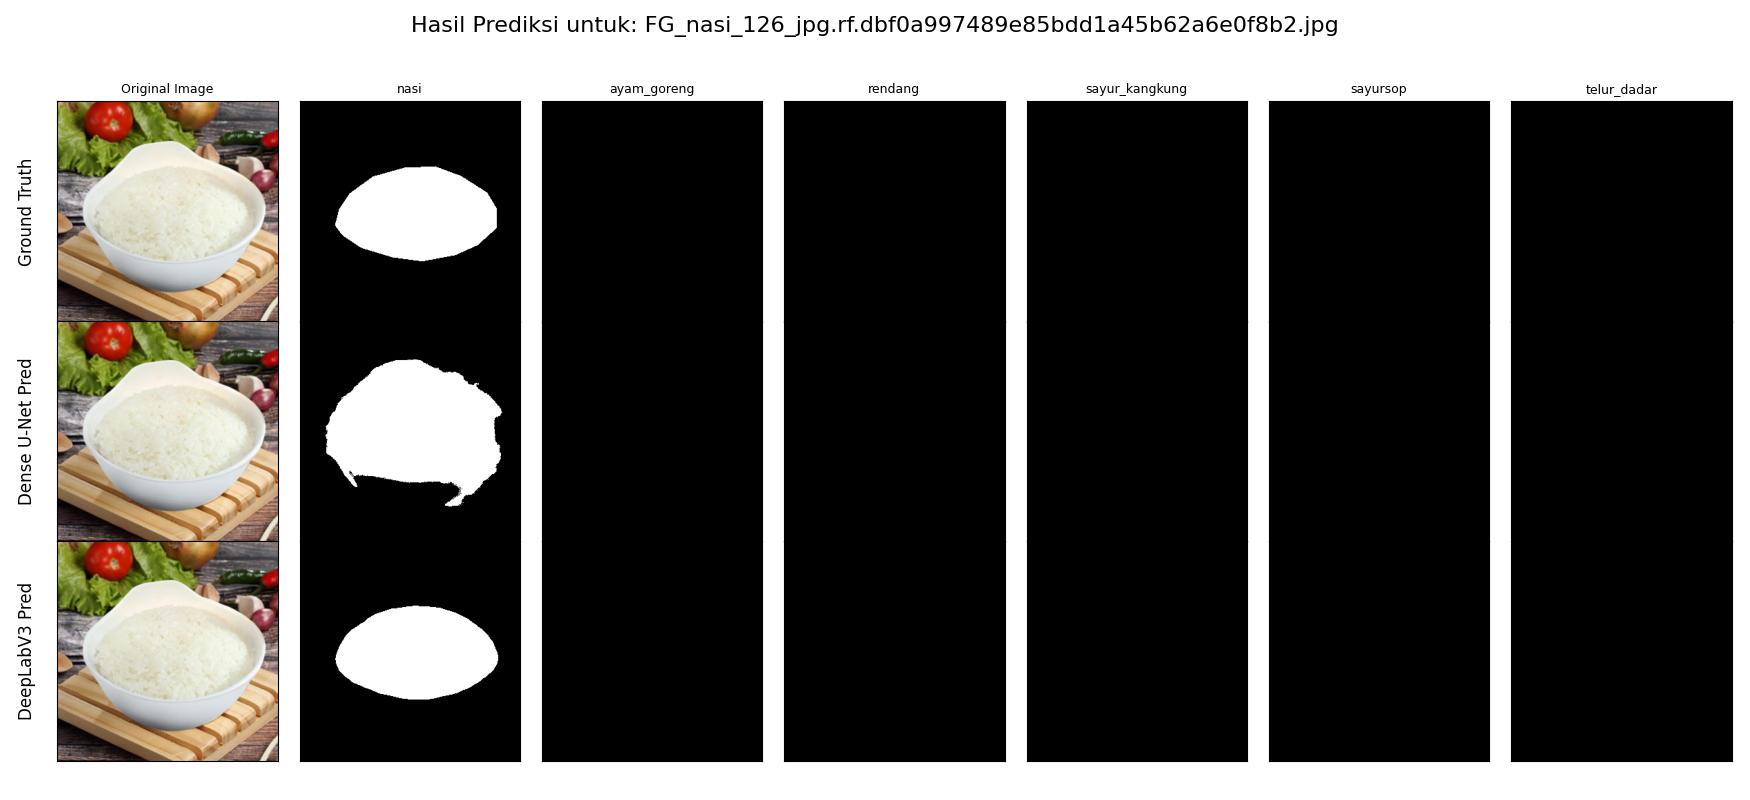 Hasil Prediksi untuk: FG_nasi_126_jpg.rf.dbf0a997489e85bdd1a45b62a6e0f8b2.jpg
Original Image nasi ayam_goreng rendang sayur_kangkung sayursop telur_dadar
Ground Truth
Dense U-Net Pred
DeepLabV3 Pred